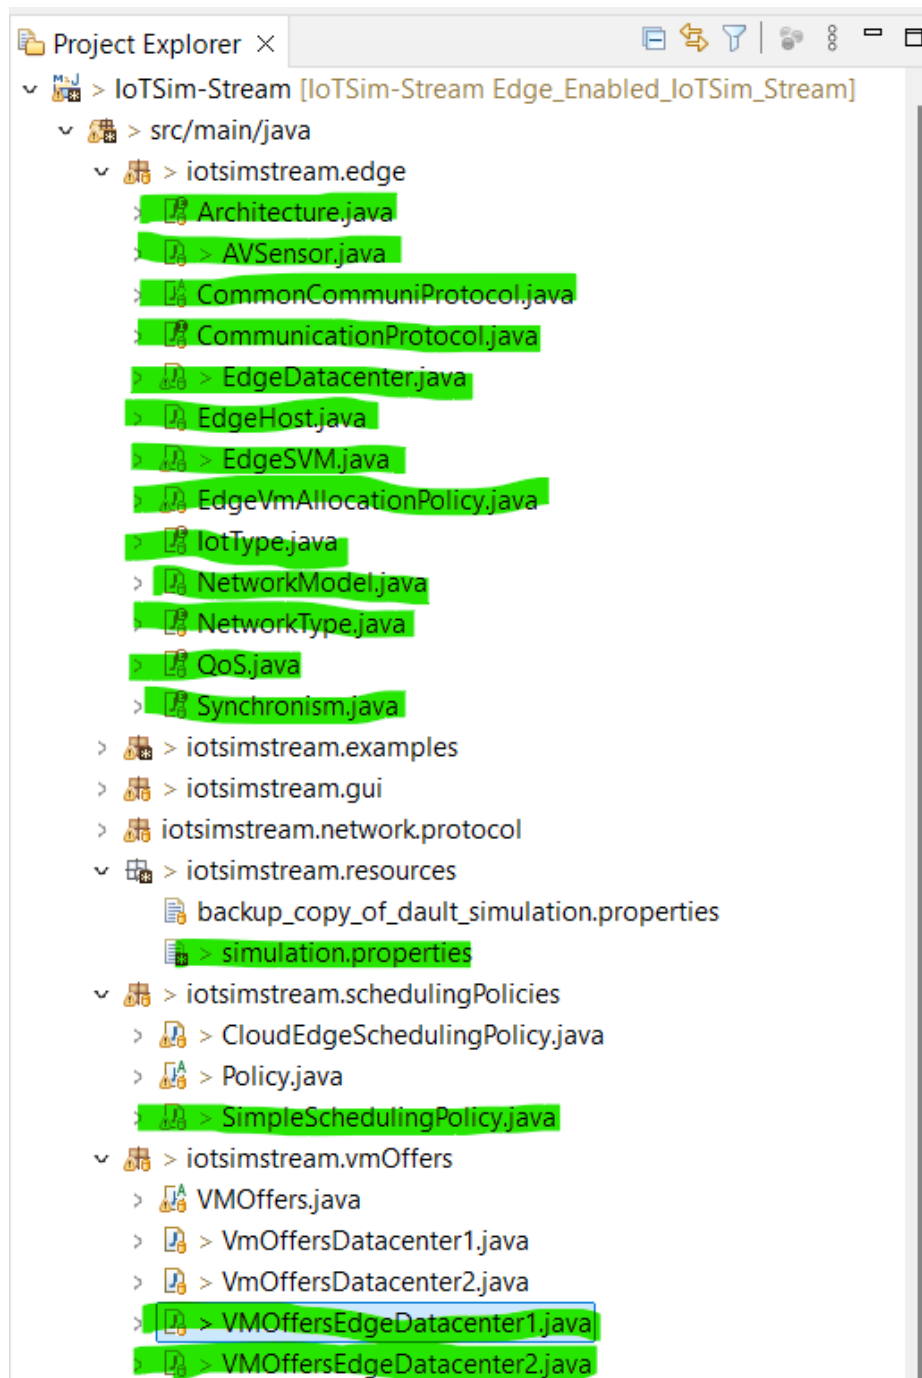 Project Explorer ×
> IoTSim-Stream [IoTSim-Stream Edge_Enabled_IoTSim_Stream]
> src/main/java
> iotsimstream.edge
Architecture.java
> AVSensor.java
CommonCommuniProtocol.java
CommunicationProtocol.java
> EdgeDatacenter.java
EdgeHost.java
> EdgeSVM.java
EdgeVmAllocationPolicy.java
IotType.java
NetworkModel.java
NetworkType.java
QoS.java
Synchronism.java
> iotsimstream.examples
> iotsimstream.gui
iotsimstream.network.protocol
> iotsimstream.resources
backup_copy_of_dault_simulation.properties
> simulation.properties
> iotsimstream.schedulingPolicies
> CloudEdgeSchedulingPolicy.java
> Policy.java
> SimpleSchedulingPolicy.java
> iotsimstream.vmOffers
VMOffers.java
> VmOffersDatacenter1.java
> VmOffersDatacenter2.java
> VMOffersEdgeDatacenter1.java
> VMOffersEdgeDatacenter2.java